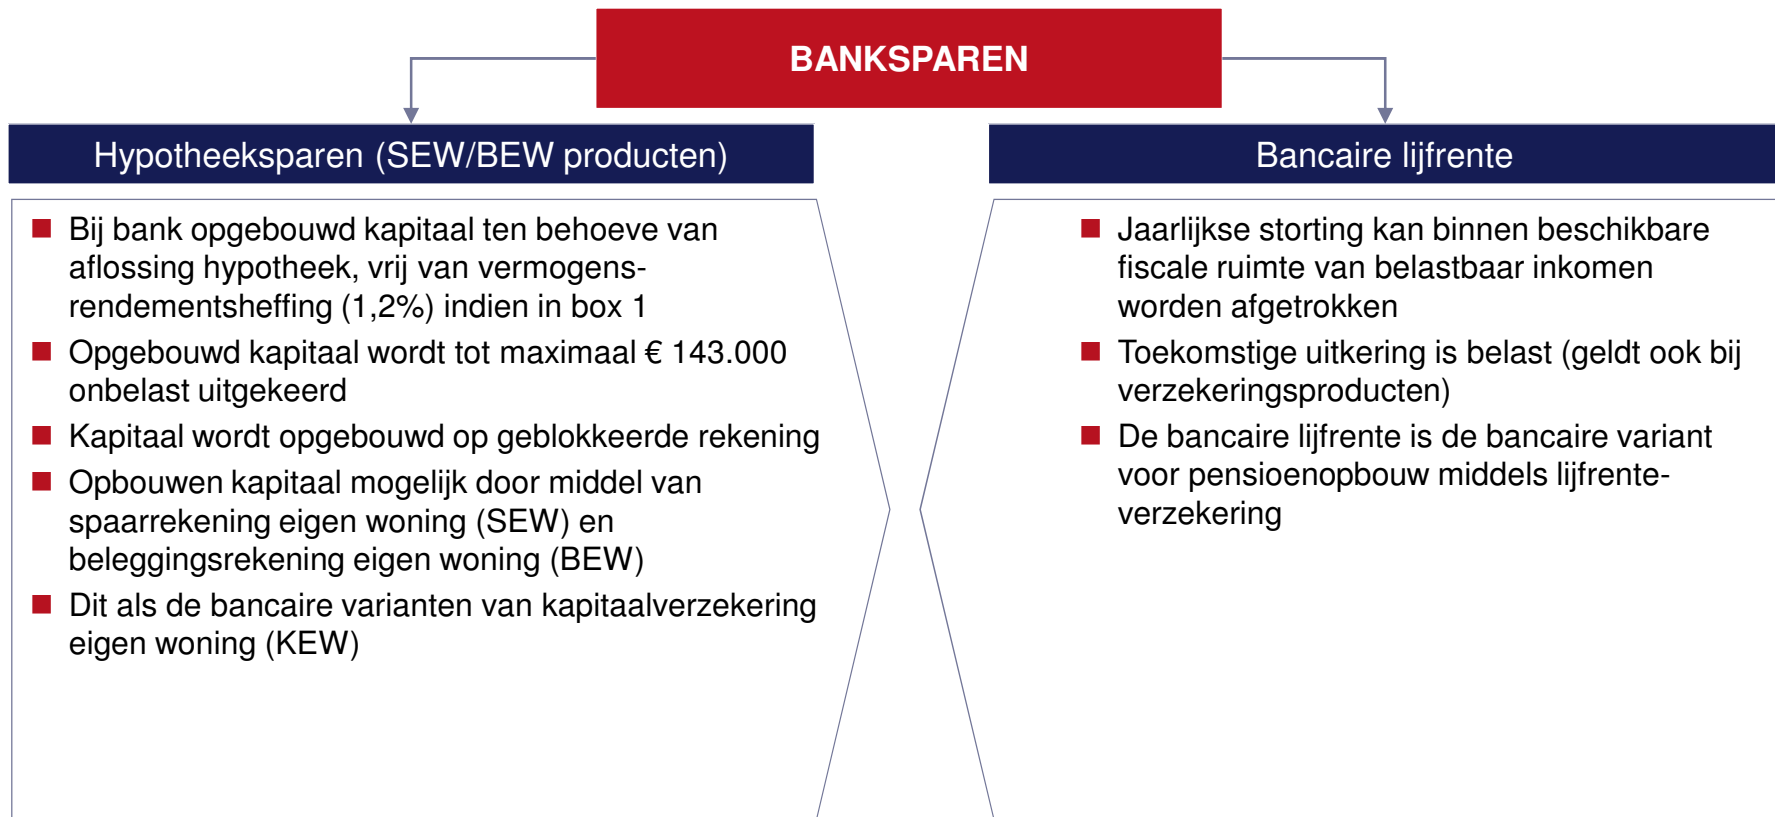 BANKSPAREN
Hypotheeksparen (SEW/BEW producten)
Bij bank opgebouwd kapitaal ten behoeve van
aflossing hypotheek, vrij van vermogens-
rendementsheffing (1,2%) indien in box 1
Opgebouwd kapitaal wordt tot maximaal € 143.000
onbelast uitgekeerd
Kapitaal wordt opgebouwd op geblokkeerde rekening
Opbouwen kapitaal mogelijk door middel van
spaarrekening eigen woning (SEW) en
beleggingsrekening eigen woning (BEW)
Dit als de bancaire varianten van kapitaalverzekering
eigen woning (KEW)
Bancaire lijfrente
Jaarlijkse storting kan binnen beschikbare
fiscale ruimte van belastbaar inkomen
worden afgetrokken
Toekomstige uitkering is belast (geldt ook bij
verzekeringsproducten)
De bancaire lijfrente is de bancaire variant
voor pensioenopbouw middels lijfrente-
verzekering